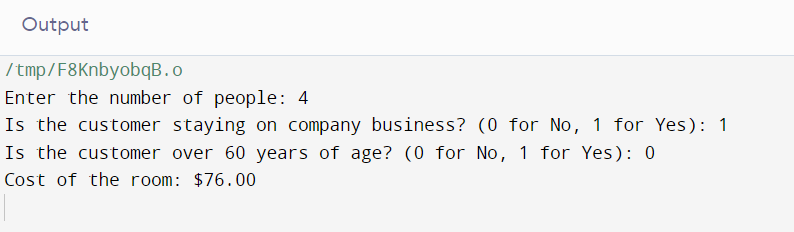 Output
/tmp/F8KnbyobqB.o
Enter the number of people: 4
Is the customer staying on company business? (0 for No, 1 for Yes): 1
Is the customer over 60 years of age? (0 for No, 1 for Yes): 0
Cost of the room: $76.00